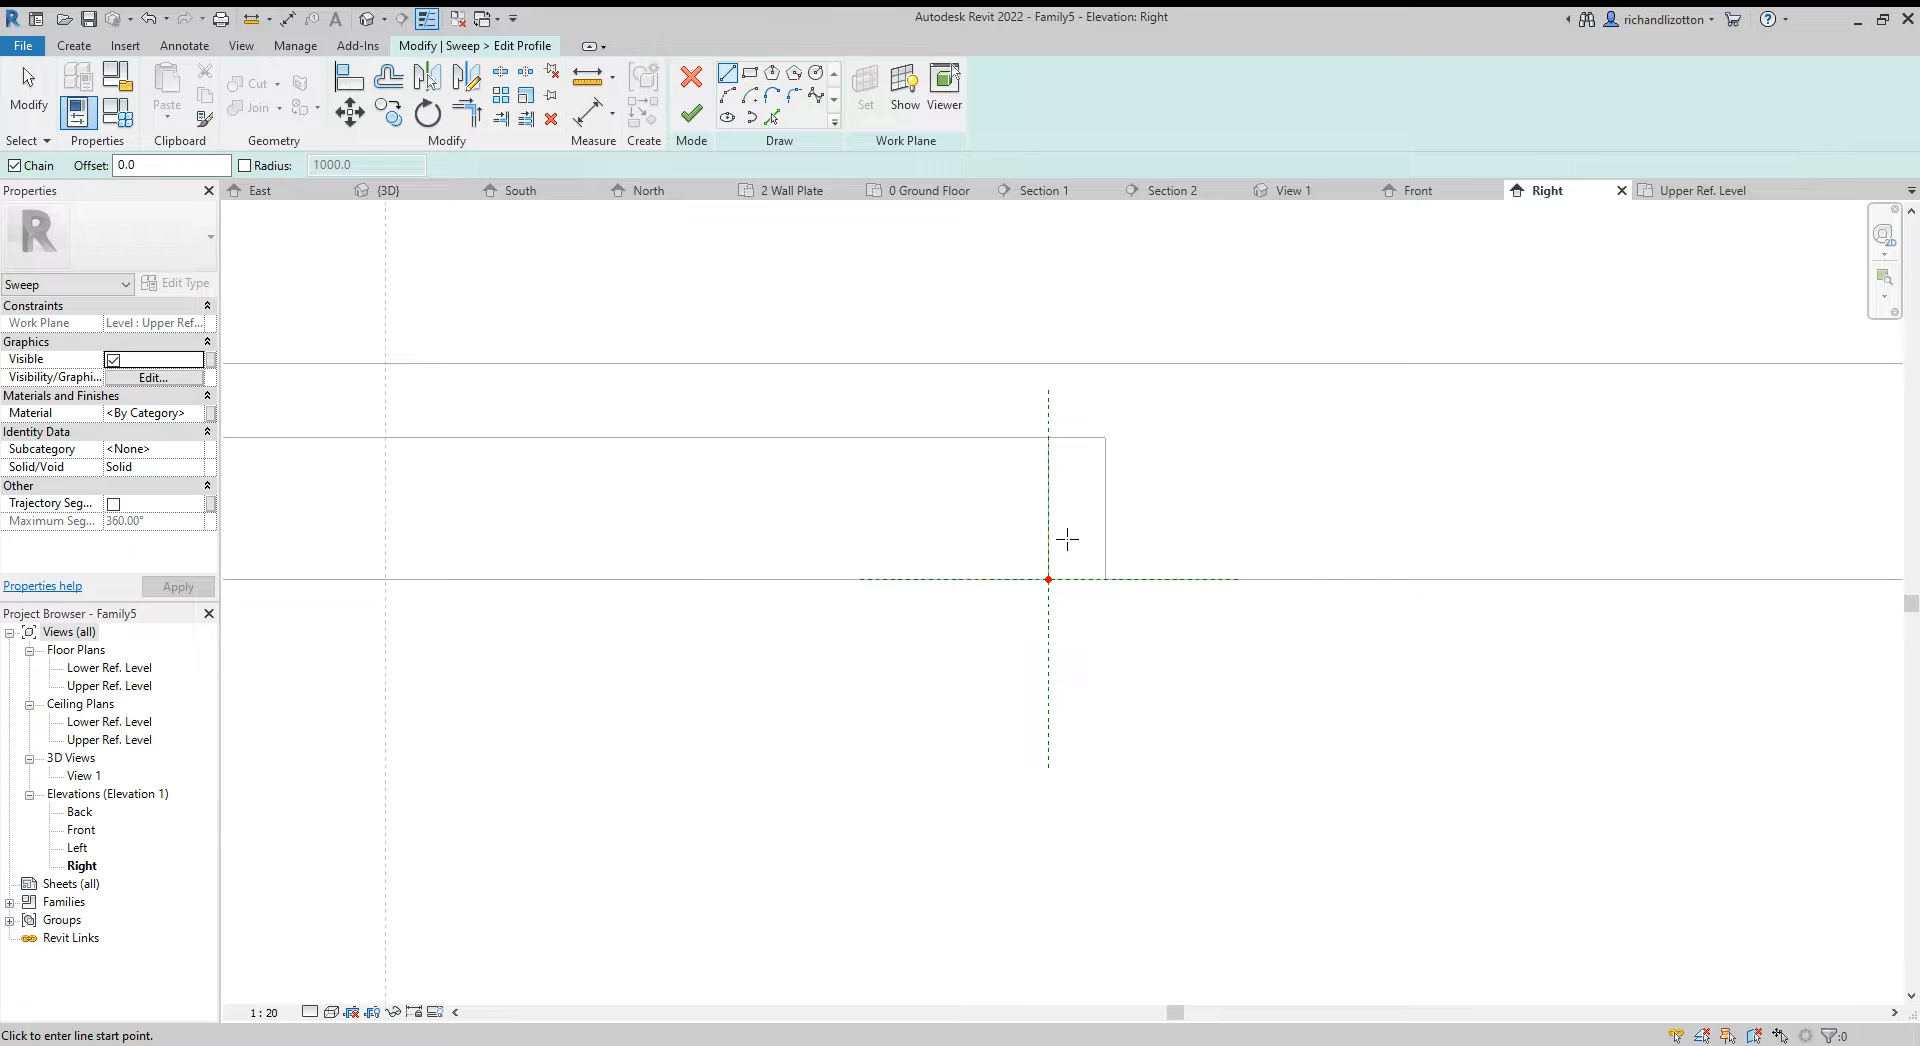 Autodesk Revit 2022 - Family5 - Elevation: Right
richandlizotton
File
Create
Insert
Annotate
View
Manage
Add-Ins
Modify | Sweep > Edit Profile
Modify
Paste
Cut
Join
Set
Show
Viewer
Select
Properties
Clipboard
Geometry
Modify
Measure
Create
Mode
Draw
Work Plane
Chain
Offset:
0.0
Radius:
1000.0
Properties
East
{3D}
South
North
2 Wall Plate
0 Ground Floor
Section 1
Section 2
View 1
Front
Right
Upper Ref. Level
R
2D
Sweep
Edit Type
Constraints
Work Plane
Level : Upper Ref...
Graphics
Visible
Visibility/Graphi...
Edit...
Materials and Finishes
Material
<By Category>
Identity Data
Subcategory
<None>
Solid/Void
Solid
Other
Trajectory Seg...
Maximum Seg...
360.00°
Properties help
Apply
Project Browser - Family5
Views (all)
Floor Plans
Lower Ref. Level
Upper Ref. Level
Ceiling Plans
Lower Ref. Level
Upper Ref. Level
3D Views
View 1
Elevations (Elevation 1)
Back
Front
Left
Right
Sheets (all)
Families
Groups
Revit Links
1 : 20
Click to enter line start point.
:0